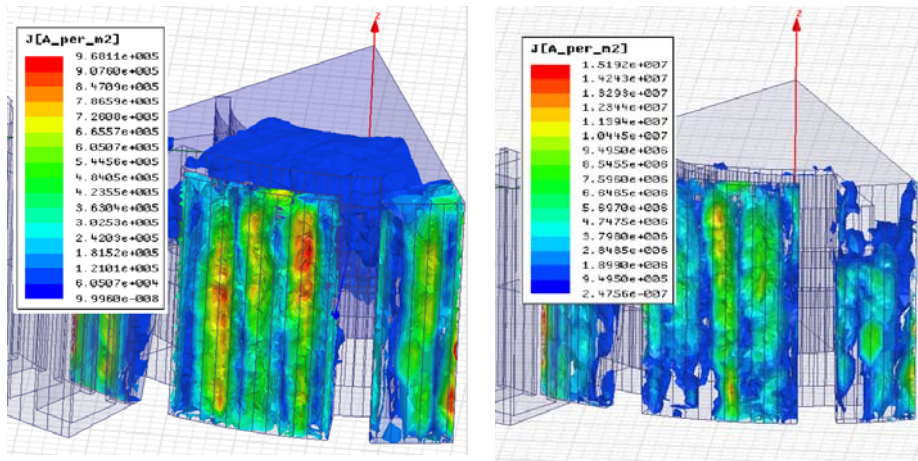 J[A_per_m2]
9.6811e+005
9.0760e+005
8.4709e+005
7.8659e+005
7.2608e+005
6.6557e+005
6.0507e+005
5.4456e+005
4.8405e+005
4.2355e+005
3.6304e+005
3.0253e+005
2.4203e+005
1.8152e+005
1.2101e+005
6.0507e+004
9.9960e-008
z
J[A_per_m2]
1.5192e+007
1.4243e+007
1.3293e+007
1.2344e+007
1.1394e+007
1.0445e+007
9.4950e+006
8.5455e+006
7.5960e+006
6.6465e+006
5.6970e+006
4.7475e+006
3.7980e+006
2.8485e+006
1.8990e+006
9.4950e+005
2.4756e-007
z